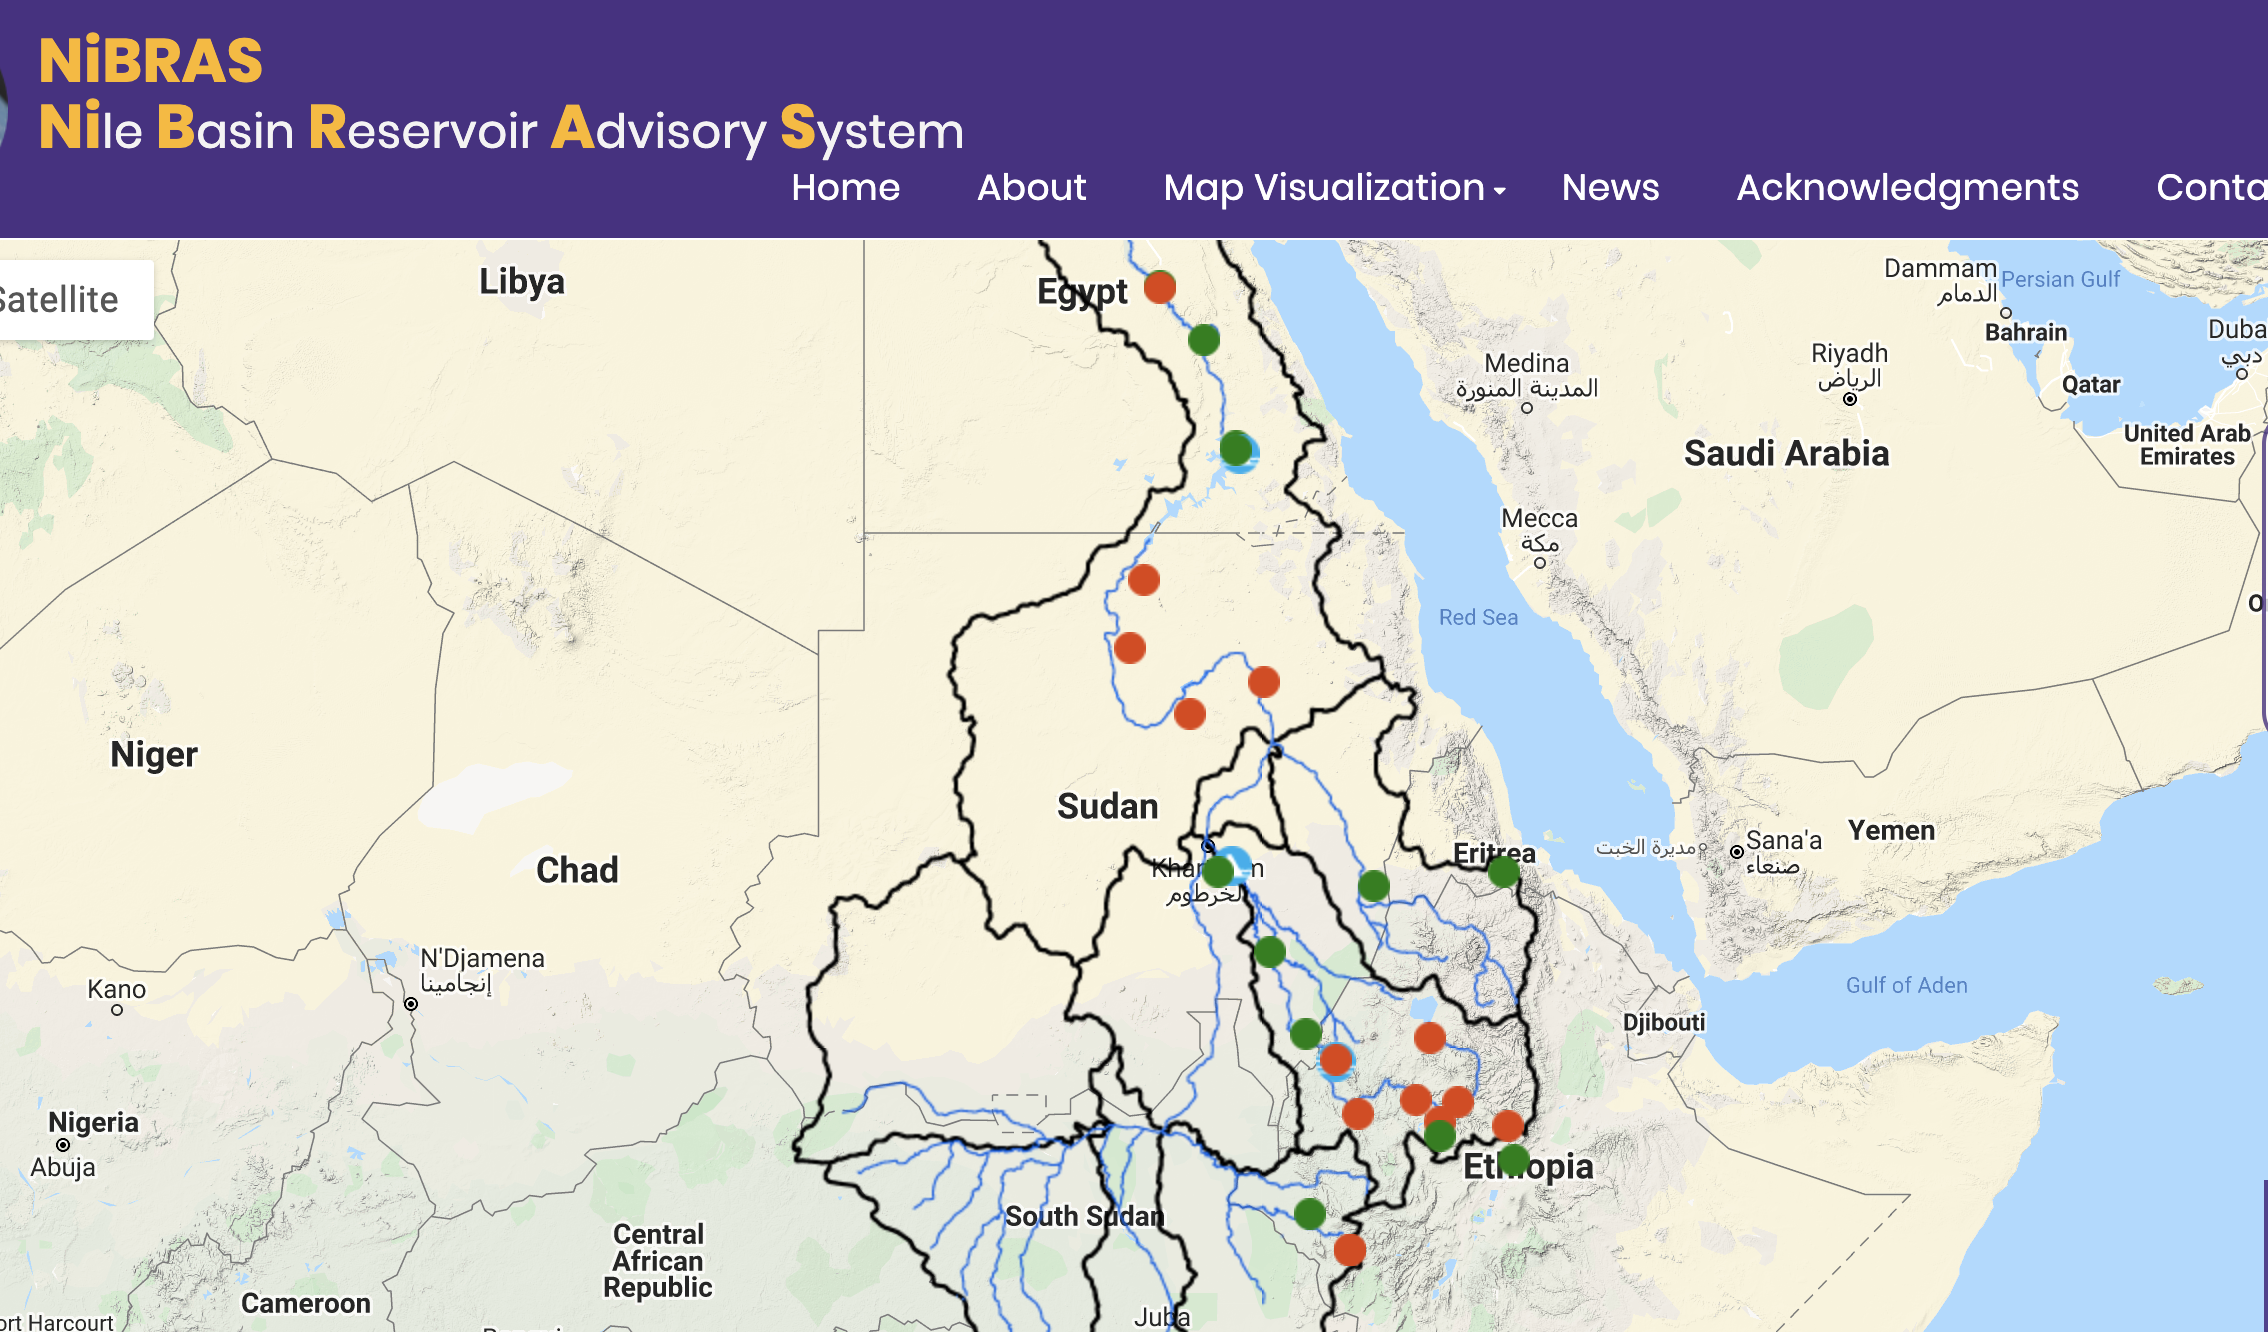 NiBRAS
Nile Basin Reservoir Advisory System
Home About Map Visualization News Acknowledgments Conta
Satellite
Libya
Egypt
Dammam
الدمام
Persian Gulf
Bahrain
Duba
دبي
Qatar
Riyadh
الرياض
Medina
المدينة المنورة
Saudi Arabia
United Arab
Emirates
Mecca
مكة
Red Sea
Niger
Chad
Sudan
الخرطوم
Eritrea
مديرة الخبت
Sana'a
صنعاء
Yemen
N'Djamena
إنجامينا
Kano
Gulf of Aden
Djibouti
Nigeria
Abuja
Ethiopia
South Sudan
Central
African
Republic
Cameroon
ort Harcourt
Juba